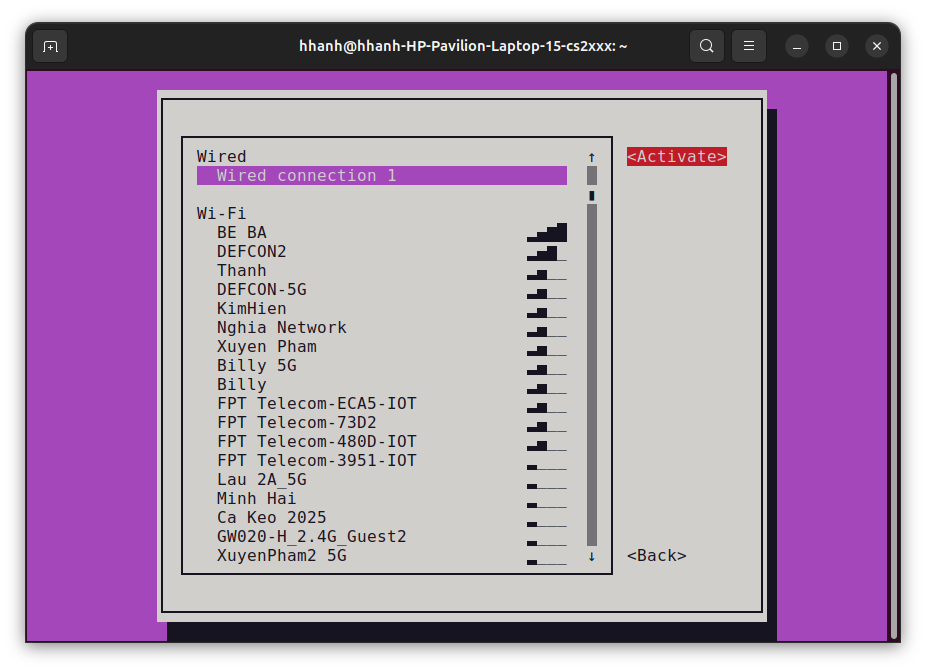 hhanh@hhanh-HP-Pavilion-Laptop-15-cs2xxx: ~
Wired ↑ <Activate>
Wired connection 1
Wi-Fi
BE BA
DEFCON2
Thanh
DEFCON-5G
KimHien
Nghia Network
Xuyen Pham
Billy 5G
Billy
FPT Telecom-ECA5-IOT
FPT Telecom-73D2
FPT Telecom-480D-IOT
FPT Telecom-3951-IOT
Lau 2A_5G
Minh Hai
Ca Keo 2025
GW020-H_2.4G_Guest2
XuyenPham2 5G ↓ <Back>